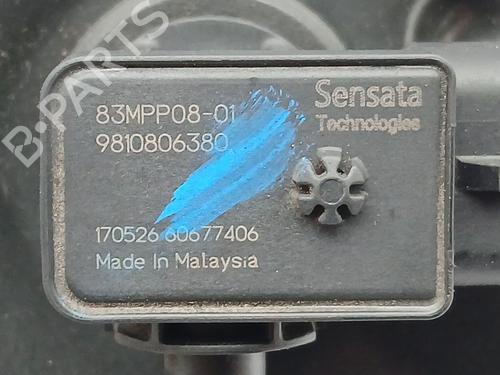 B-PARTS
83MPP08-01
9810806380
Sensata
Technologies
170526 60677406
Made In Malaysia